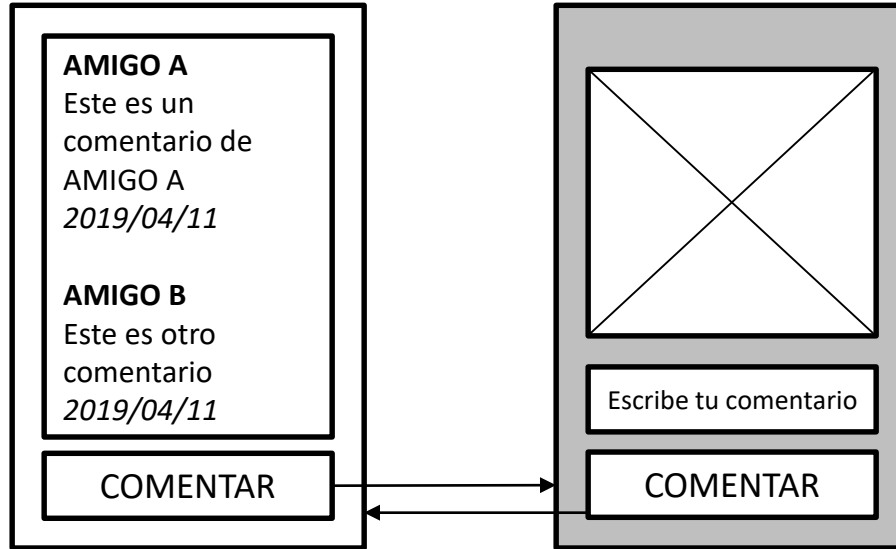 AMIGO A
Este es un
comentario de
AMIGO A
2019/04/11
AMIGO B
Este es otro
comentario
2019/04/11
COMENTAR
Escribe tu comentario
COMENTAR